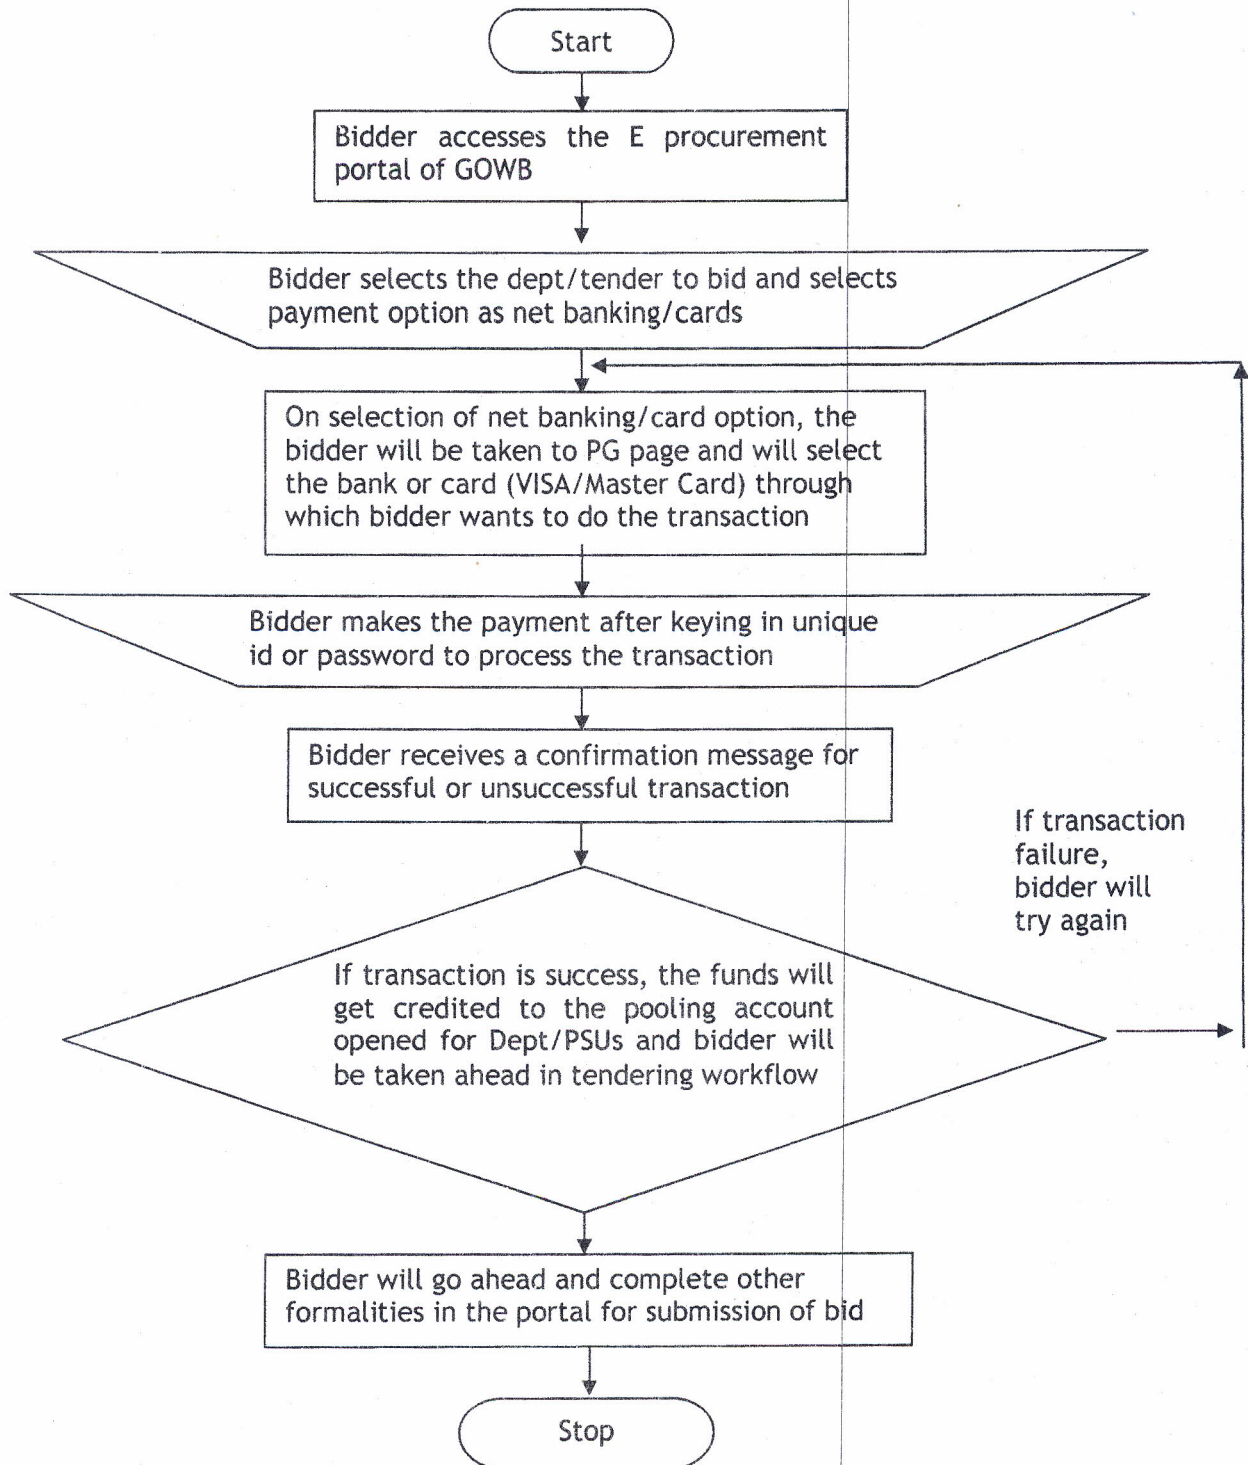 Start
Bidder accesses the E procurement
portal of GOWB
Bidder selects the dept/tender to bid and selects
payment option as net banking/cards
On selection of net banking/card option, the
bidder will be taken to PG page and will select
the bank or card (VISA/Master Card) through
which bidder wants to do the transaction
Bidder makes the payment after keying in unique
id or password to process the transaction
Bidder receives a confirmation message for
successful or unsuccessful transaction
If transaction
failure,
bidder will
try again
If transaction is success, the funds will
get credited to the pooling account
opened for Dept/PSUs and bidder will
be taken ahead in tendering workflow
Bidder will go ahead and complete other
formalities in the portal for submission of bid
Stop